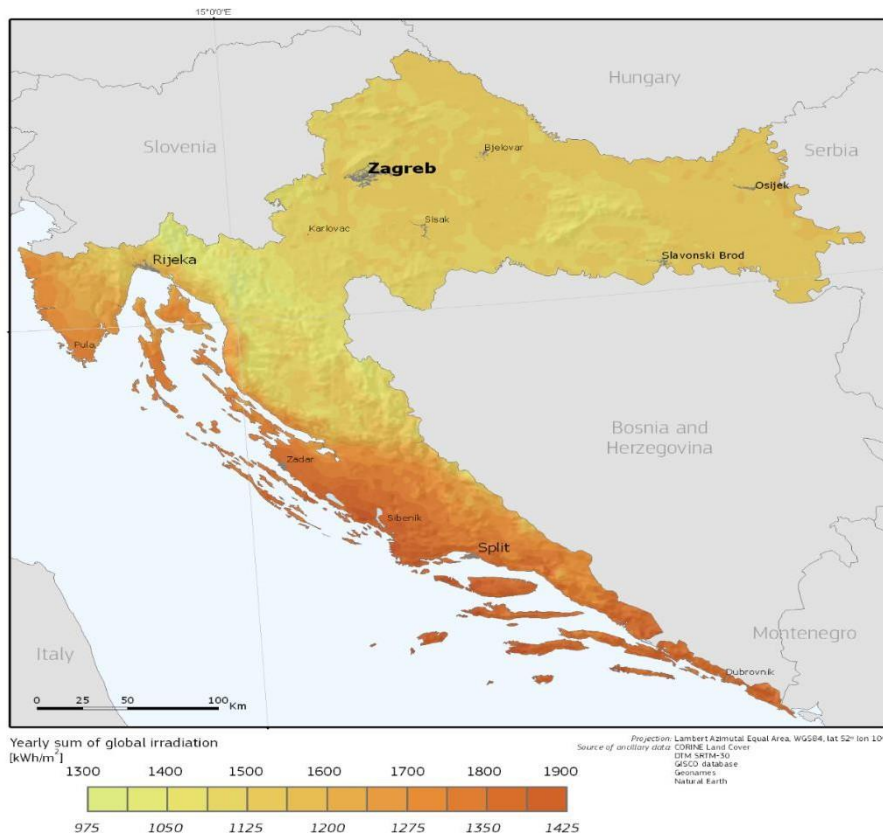 15°0'0"E
Hungary
Slovenia
Serbia
Zagreb
Bjelovar
Osijek
Karlovac
Sisak
Rijeka
Slavonski Brod
Pula
Bosnia and
Herzegovina
Zadar
Sibenik
Split
Montenegro
Italy
Dubrovnik
0 25 50 100 Km
Yearly sum of global irradiation
[kWh/m²]
Projection: Lambert Azimutal Equal Area, WGS84, lat 52° lon 10°
Source of ancillary data: CORINE Land Cover
DTM SRTM-30
GISCO database
Geonames
Natural Earth
1300 1400 1500 1600 1700 1800 1900
975 1050 1125 1200 1275 1350 1425